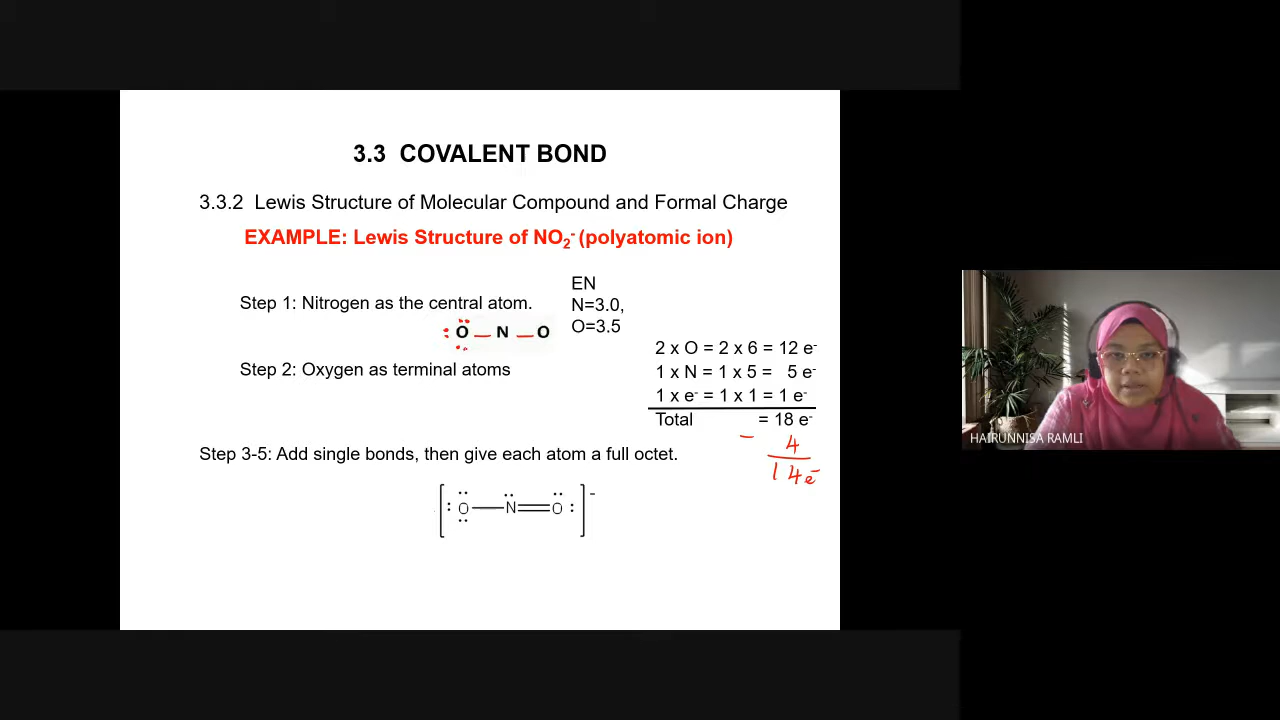 3.3 COVALENT BOND
3.3.2 Lewis Structure of Molecular Compound and Formal Charge
EXAMPLE: Lewis Structure of NO₂⁻ (polyatomic ion)
EN
Step 1: Nitrogen as the central atom.
N=3.0,
O=3.5
:O – N – O
2 x O = 2 x 6 = 12 e⁻
Step 2: Oxygen as terminal atoms
1 x N = 1 x 5 = 5 e⁻
1 x e⁻ = 1 x 1 = 1 e⁻
Total = 18 e⁻
– 4
14e⁻
Step 3-5: Add single bonds, then give each atom a full octet.
[:O—N=O:]⁻
HAIRUNNISA RAMLI